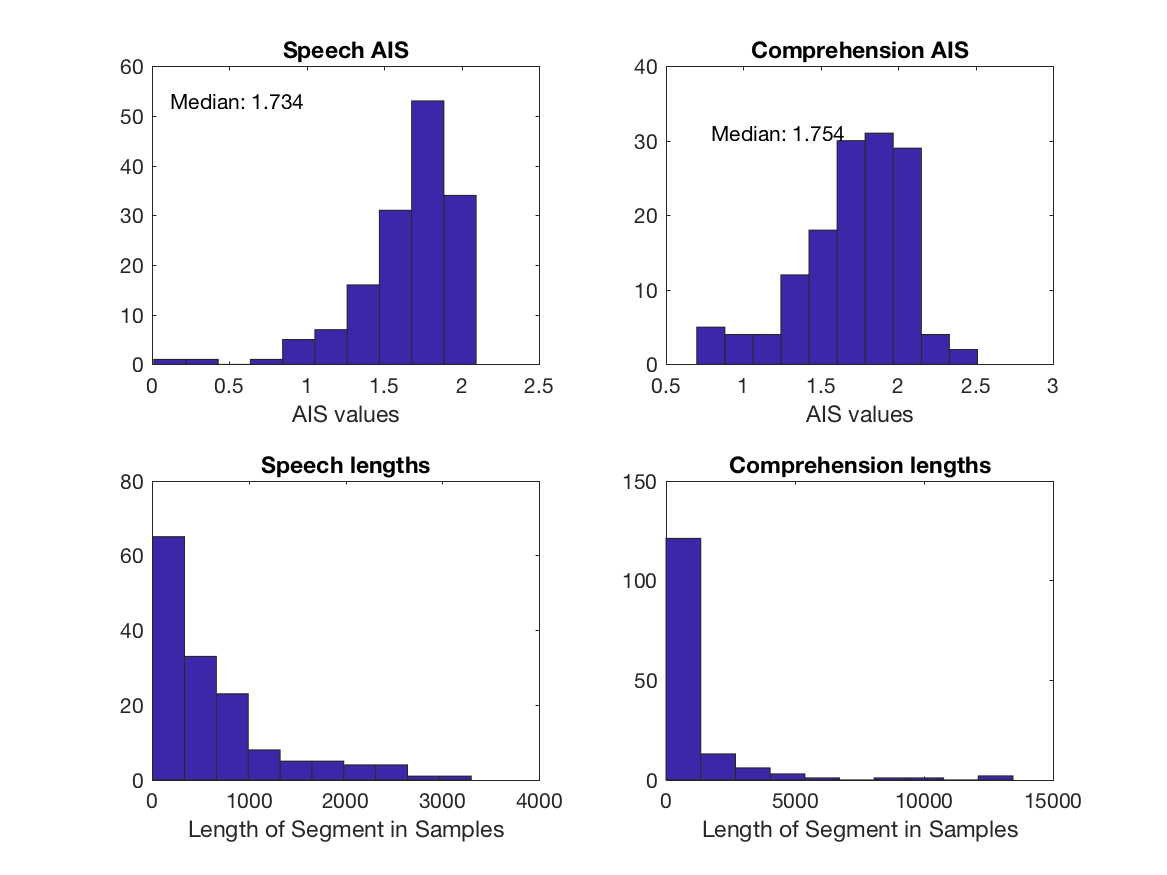 Speech AIS
60
50
40
30
20
10
0
Median: 1.734
0 0.5 1 1.5 2 2.5
AIS values
Comprehension AIS
40
30
20
10
0
Median: 1.754
0.5 1 1.5 2 2.5 3
AIS values
Speech lengths
80
60
40
20
0
0 1000 2000 3000 4000
Length of Segment in Samples
Comprehension lengths
150
100
50
0
0 5000 10000 15000
Length of Segment in Samples